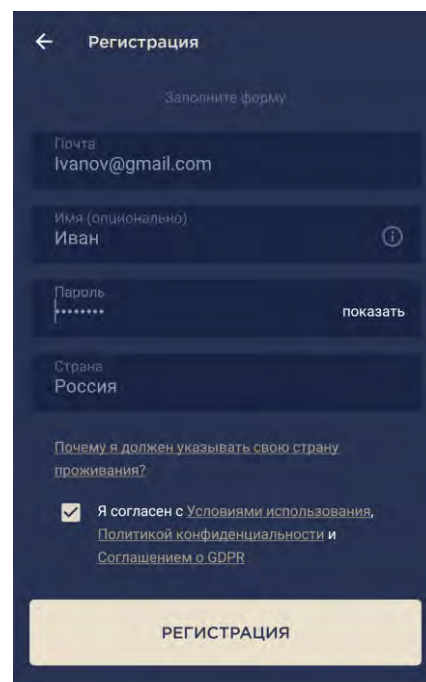 Регистрация
Заполните форму
Почта
Ivanov@gmail.com
Имя (опционально)
Иван
Пароль
••••••••
показать
Страна
Россия
Почему я должен указывать свою страну
проживания?
Я согласен с Условиями использования,
Политикой конфиденциальности и
Соглашением о GDPR
РЕГИСТРАЦИЯ